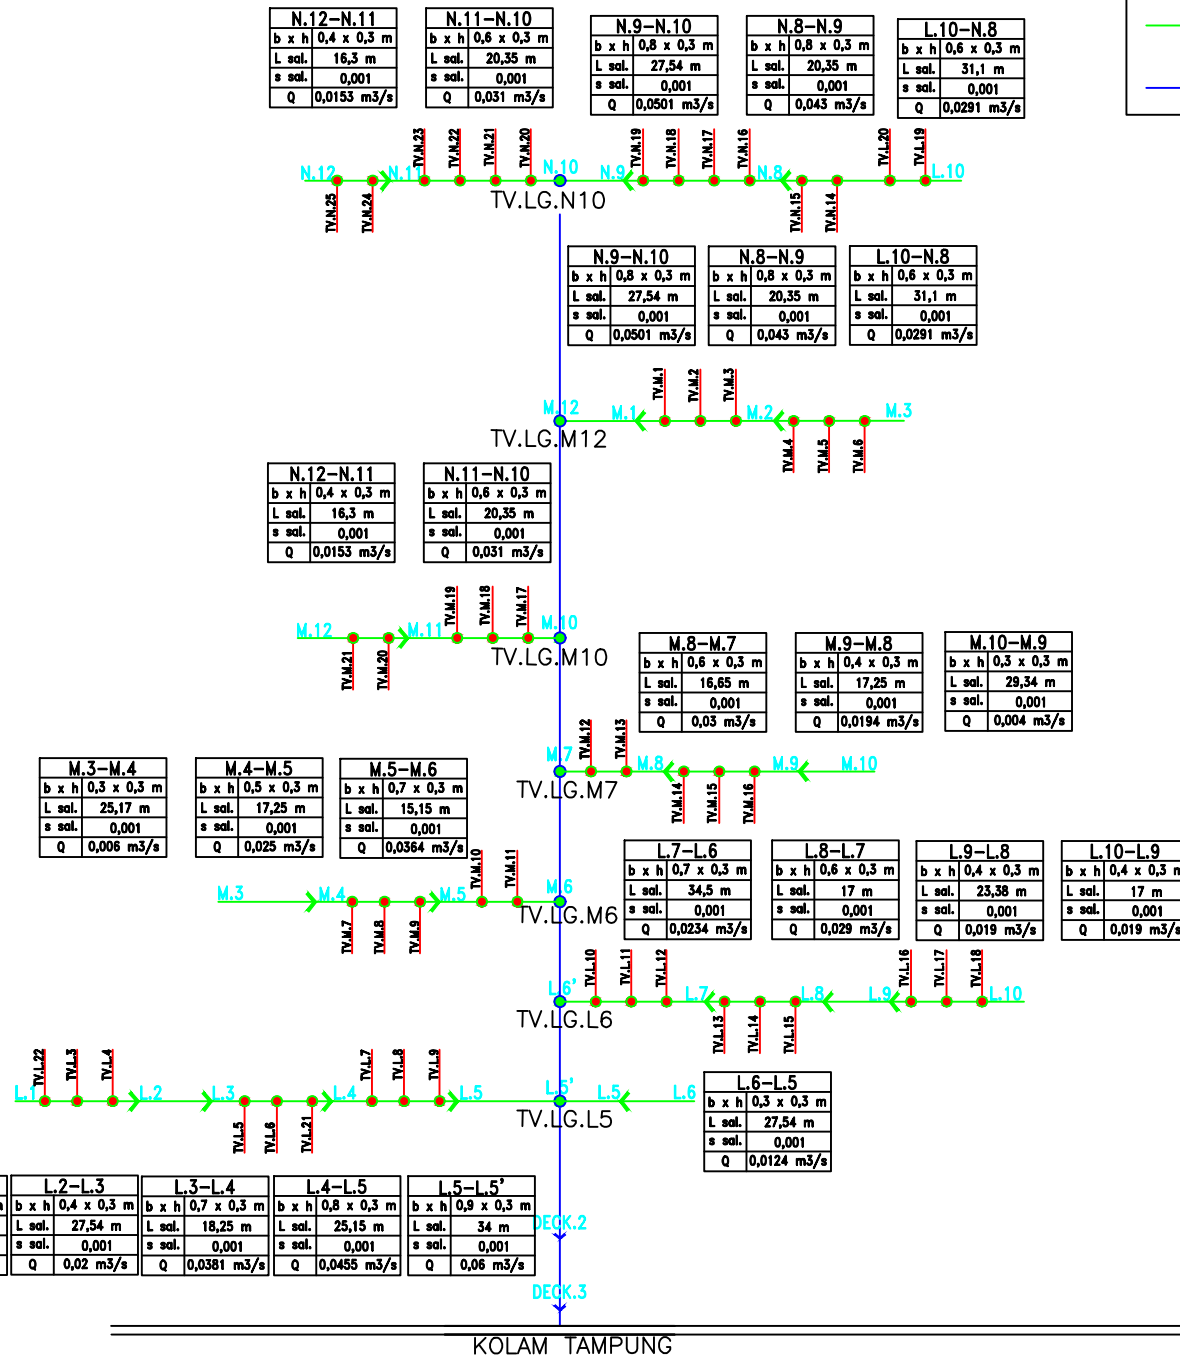 N.12-N.11
b x h 0,4 x 0,3 m
L sal. 16,3 m
s sal. 0,001
Q 0,0153 m3/s
N.11-N.10
b x h 0,6 x 0,3 m
L sal. 20,35 m
s sal. 0,001
Q 0,031 m3/s
N.9-N.10
b x h 0,8 x 0,3 m
L sal. 27,54 m
s sal. 0,001
Q 0,0501 m3/s
N.8-N.9
b x h 0,8 x 0,3 m
L sal. 20,35 m
s sal. 0,001
Q 0,043 m3/s
L.10-N.8
b x h 0,6 x 0,3 m
L sal. 31,1 m
s sal. 0,001
Q 0,0291 m3/s
TV.N.23
TV.N.22
TV.N.21
TV.N.20
TV.N.19
TV.N.18
TV.N.17
TV.N.16
TV.L.20
TV.L.19
N.12
N.11
N.10
N.9
N.8
L.10
TV.N.25
TV.N.24
TV.LG.N10
TV.N.15
TV.N.14
N.9-N.10
b x h 0,8 x 0,3 m
L sal. 27,54 m
s sal. 0,001
Q 0,0501 m3/s
N.8-N.9
b x h 0,8 x 0,3 m
L sal. 20,35 m
s sal. 0,001
Q 0,043 m3/s
L.10-N.8
b x h 0,6 x 0,3 m
L sal. 31,1 m
s sal. 0,001
Q 0,0291 m3/s
TV.M.1
TV.M.2
TV.M.3
M.12
M.1
M.2
M.3
TV.LG.M12
TV.M.4
TV.M.5
TV.M.6
N.12-N.11
b x h 0,4 x 0,3 m
L sal. 16,3 m
s sal. 0,001
Q 0,0153 m3/s
N.11-N.10
b x h 0,6 x 0,3 m
L sal. 20,35 m
s sal. 0,001
Q 0,031 m3/s
TV.M.19
TV.M.18
TV.M.17
M.12
M.11
M.10
TV.M.21
TV.M.20
TV.LG.M10
M.8-M.7
b x h 0,6 x 0,3 m
L sal. 16,65 m
s sal. 0,001
Q 0,03 m3/s
M.9-M.8
b x h 0,4 x 0,3 m
L sal. 17,25 m
s sal. 0,001
Q 0,0194 m3/s
M.10-M.9
b x h 0,3 x 0,3 m
L sal. 29,34 m
s sal. 0,001
Q 0,004 m3/s
TV.M.12
TV.M.13
M.7
M.8
M.9
M.10
TV.LG.M7
TV.M.14
TV.M.15
TV.M.16
M.3-M.4
b x h 0,3 x 0,3 m
L sal. 25,17 m
s sal. 0,001
Q 0,006 m3/s
M.4-M.5
b x h 0,5 x 0,3 m
L sal. 17,25 m
s sal. 0,001
Q 0,025 m3/s
M.5-M.6
b x h 0,7 x 0,3 m
L sal. 15,15 m
s sal. 0,001
Q 0,0364 m3/s
TV.M.10
TV.M.11
M.3
M.4
M.5
M.6
TV.M.7
TV.M.8
TV.M.9
TV.LG.M6
L.7-L.6
b x h 0,7 x 0,3 m
L sal. 34,5 m
s sal. 0,001
Q 0,0234 m3/s
L.8-L.7
b x h 0,6 x 0,3 m
L sal. 17 m
s sal. 0,001
Q 0,029 m3/s
L.9-L.8
b x h 0,4 x 0,3 m
L sal. 23,38 m
s sal. 0,001
Q 0,019 m3/s
L.10-L.9
b x h 0,4 x 0,3 m
L sal. 17 m
s sal. 0,001
Q 0,019 m3/s
TV.L.10
TV.L.11
TV.L.12
TV.L.16
TV.L.17
TV.L.18
L.6'
L.7
L.8
L.9
L.10
TV.LG.L6
TV.L.13
TV.L.14
TV.L.15
TV.L.22
TV.L.3
TV.L.4
TV.L.7
TV.L.8
TV.L.9
L.1
L.2
L.3
L.4
L.5
L.5'
L.5
L.6
TV.L.5
TV.L.6
TV.L.21
TV.LG.L5
L.6-L.5
b x h 0,3 x 0,3 m
L sal. 27,54 m
s sal. 0,001
Q 0,0124 m3/s
L.2-L.3
b x h 0,4 x 0,3 m
L sal. 27,54 m
s sal. 0,001
Q 0,02 m3/s
L.3-L.4
b x h 0,7 x 0,3 m
L sal. 18,25 m
s sal. 0,001
Q 0,0381 m3/s
L.4-L.5
b x h 0,8 x 0,3 m
L sal. 25,15 m
s sal. 0,001
Q 0,0455 m3/s
L.5-L.5'
b x h 0,9 x 0,3 m
L sal. 34 m
s sal. 0,001
Q 0,06 m3/s
DECK.2
DECK.3
KOLAM TAMPUNG